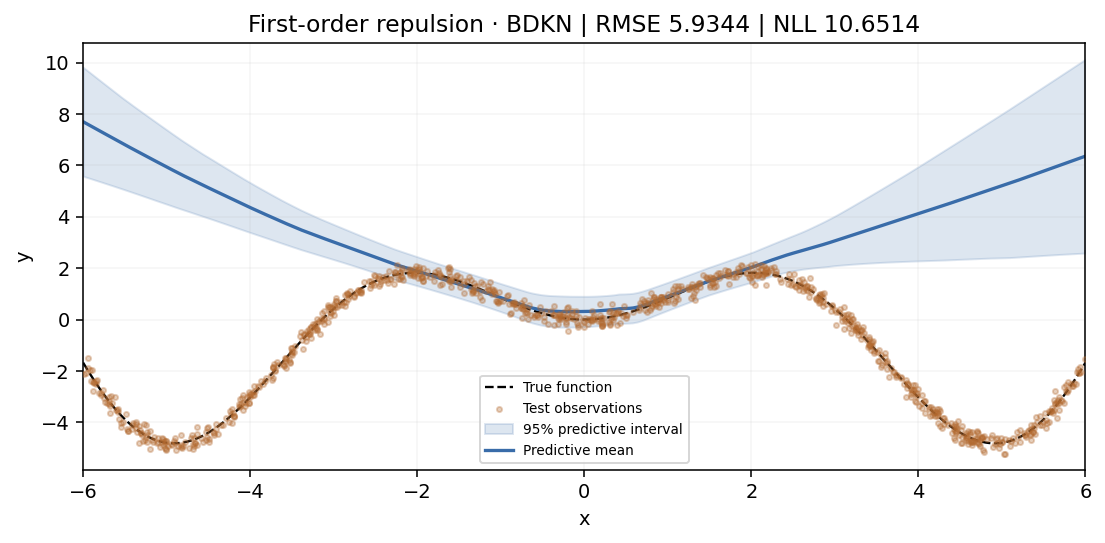 First-order repulsion · BDKN | RMSE 5.9344 | NLL 10.6514
10
8
6
4
2
0
−2
−4
y
True function
Test observations
95% predictive interval
Predictive mean
−6 −4 −2 0 2 4 6
x